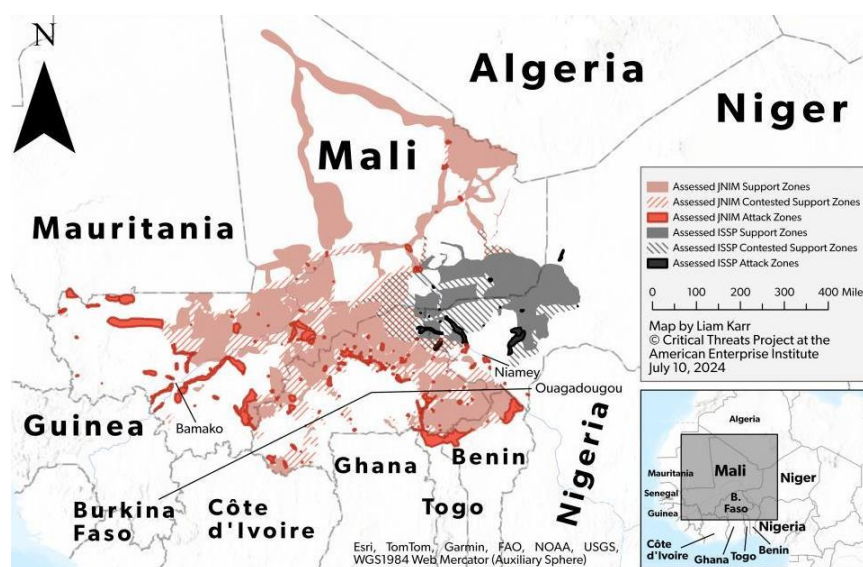 N
Algeria
Niger
Mali
Mauritania
Assessed JNIM Support Zones
Assessed JNIM Contested Support Zones
Assessed JNIM Attack Zones
Assessed ISSP Support Zones
Assessed ISSP Contested Support Zones
Assessed ISSP Attack Zones
0 100 200 300 400 Mile
Map by Liam Karr
© Critical Threats Project at the
American Enterprise Institute
July 10, 2024
Niamey
Ouagadougou
Guinea
Bamako
Ghana
Benin
Nigeria
Burkina
Faso
Côte
d'Ivoire
Togo
Esri, TomTom, Garmin, FAO, NOAA, USGS,
WGS1984 Web Mercator (Auxiliary Sphere)
Algeria
Mauritania
Mali
Niger
Senegal
B.
Faso
Guinea
Nigeria
Côte
d'Ivoire
Ghana
Togo
Benin